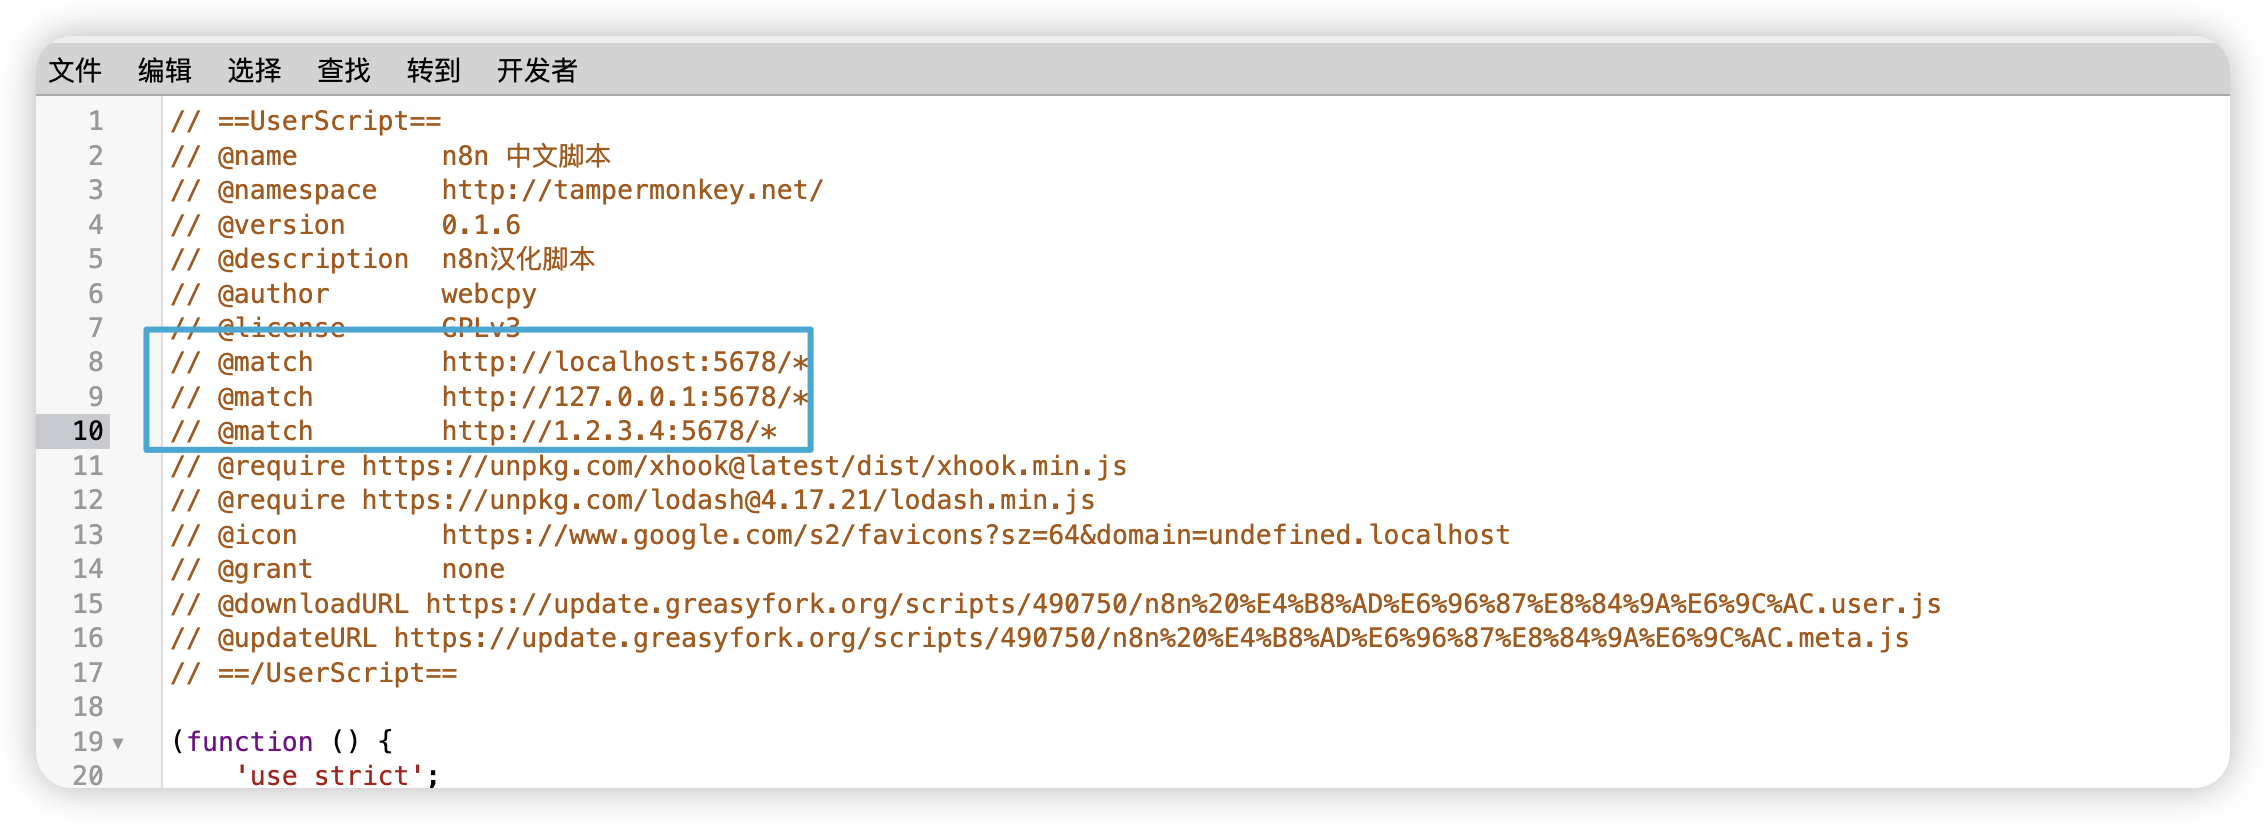 文件 编辑 选择 查找 转到 开发者
1 // ==UserScript==
2 // @name         n8n 中文脚本
3 // @namespace    http://tampermonkey.net/
4 // @version      0.1.6
5 // @description  n8n汉化脚本
6 // @author       webcpy
7 // @license      GPLv3
8 // @match        http://localhost:5678/*
9 // @match        http://127.0.0.1:5678/*
10 // @match        http://1.2.3.4:5678/*
11 // @require https://unpkg.com/xhook@latest/dist/xhook.min.js
12 // @require https://unpkg.com/lodash@4.17.21/lodash.min.js
13 // @icon         https://www.google.com/s2/favicons?sz=64&domain=undefined.localhost
14 // @grant        none
15 // @downloadURL https://update.greasyfork.org/scripts/490750/n8n%20%E4%B8%AD%E6%96%87%E8%84%9A%E6%9C%AC.user.js
16 // @updateURL https://update.greasyfork.org/scripts/490750/n8n%20%E4%B8%AD%E6%96%87%E8%84%9A%E6%9C%AC.meta.js
17 // ==/UserScript==
18
19 (function () {
20     'use strict';